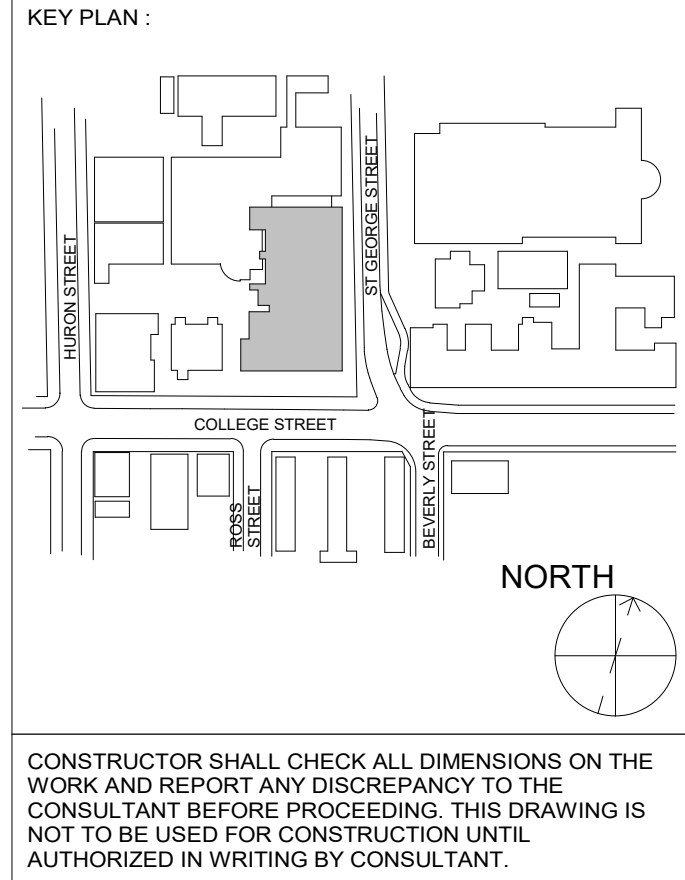 KEY PLAN :
HURON STREET
ST GEORGE STREET
COLLEGE STREET
ROSS
STREET
BEVERLY STREET
NORTH
CONSTRUCTOR SHALL CHECK ALL DIMENSIONS ON THE
WORK AND REPORT ANY DISCREPANCY TO THE
CONSULTANT BEFORE PROCEEDING. THIS DRAWING IS
NOT TO BE USED FOR CONSTRUCTION UNTIL
AUTHORIZED IN WRITING BY CONSULTANT.